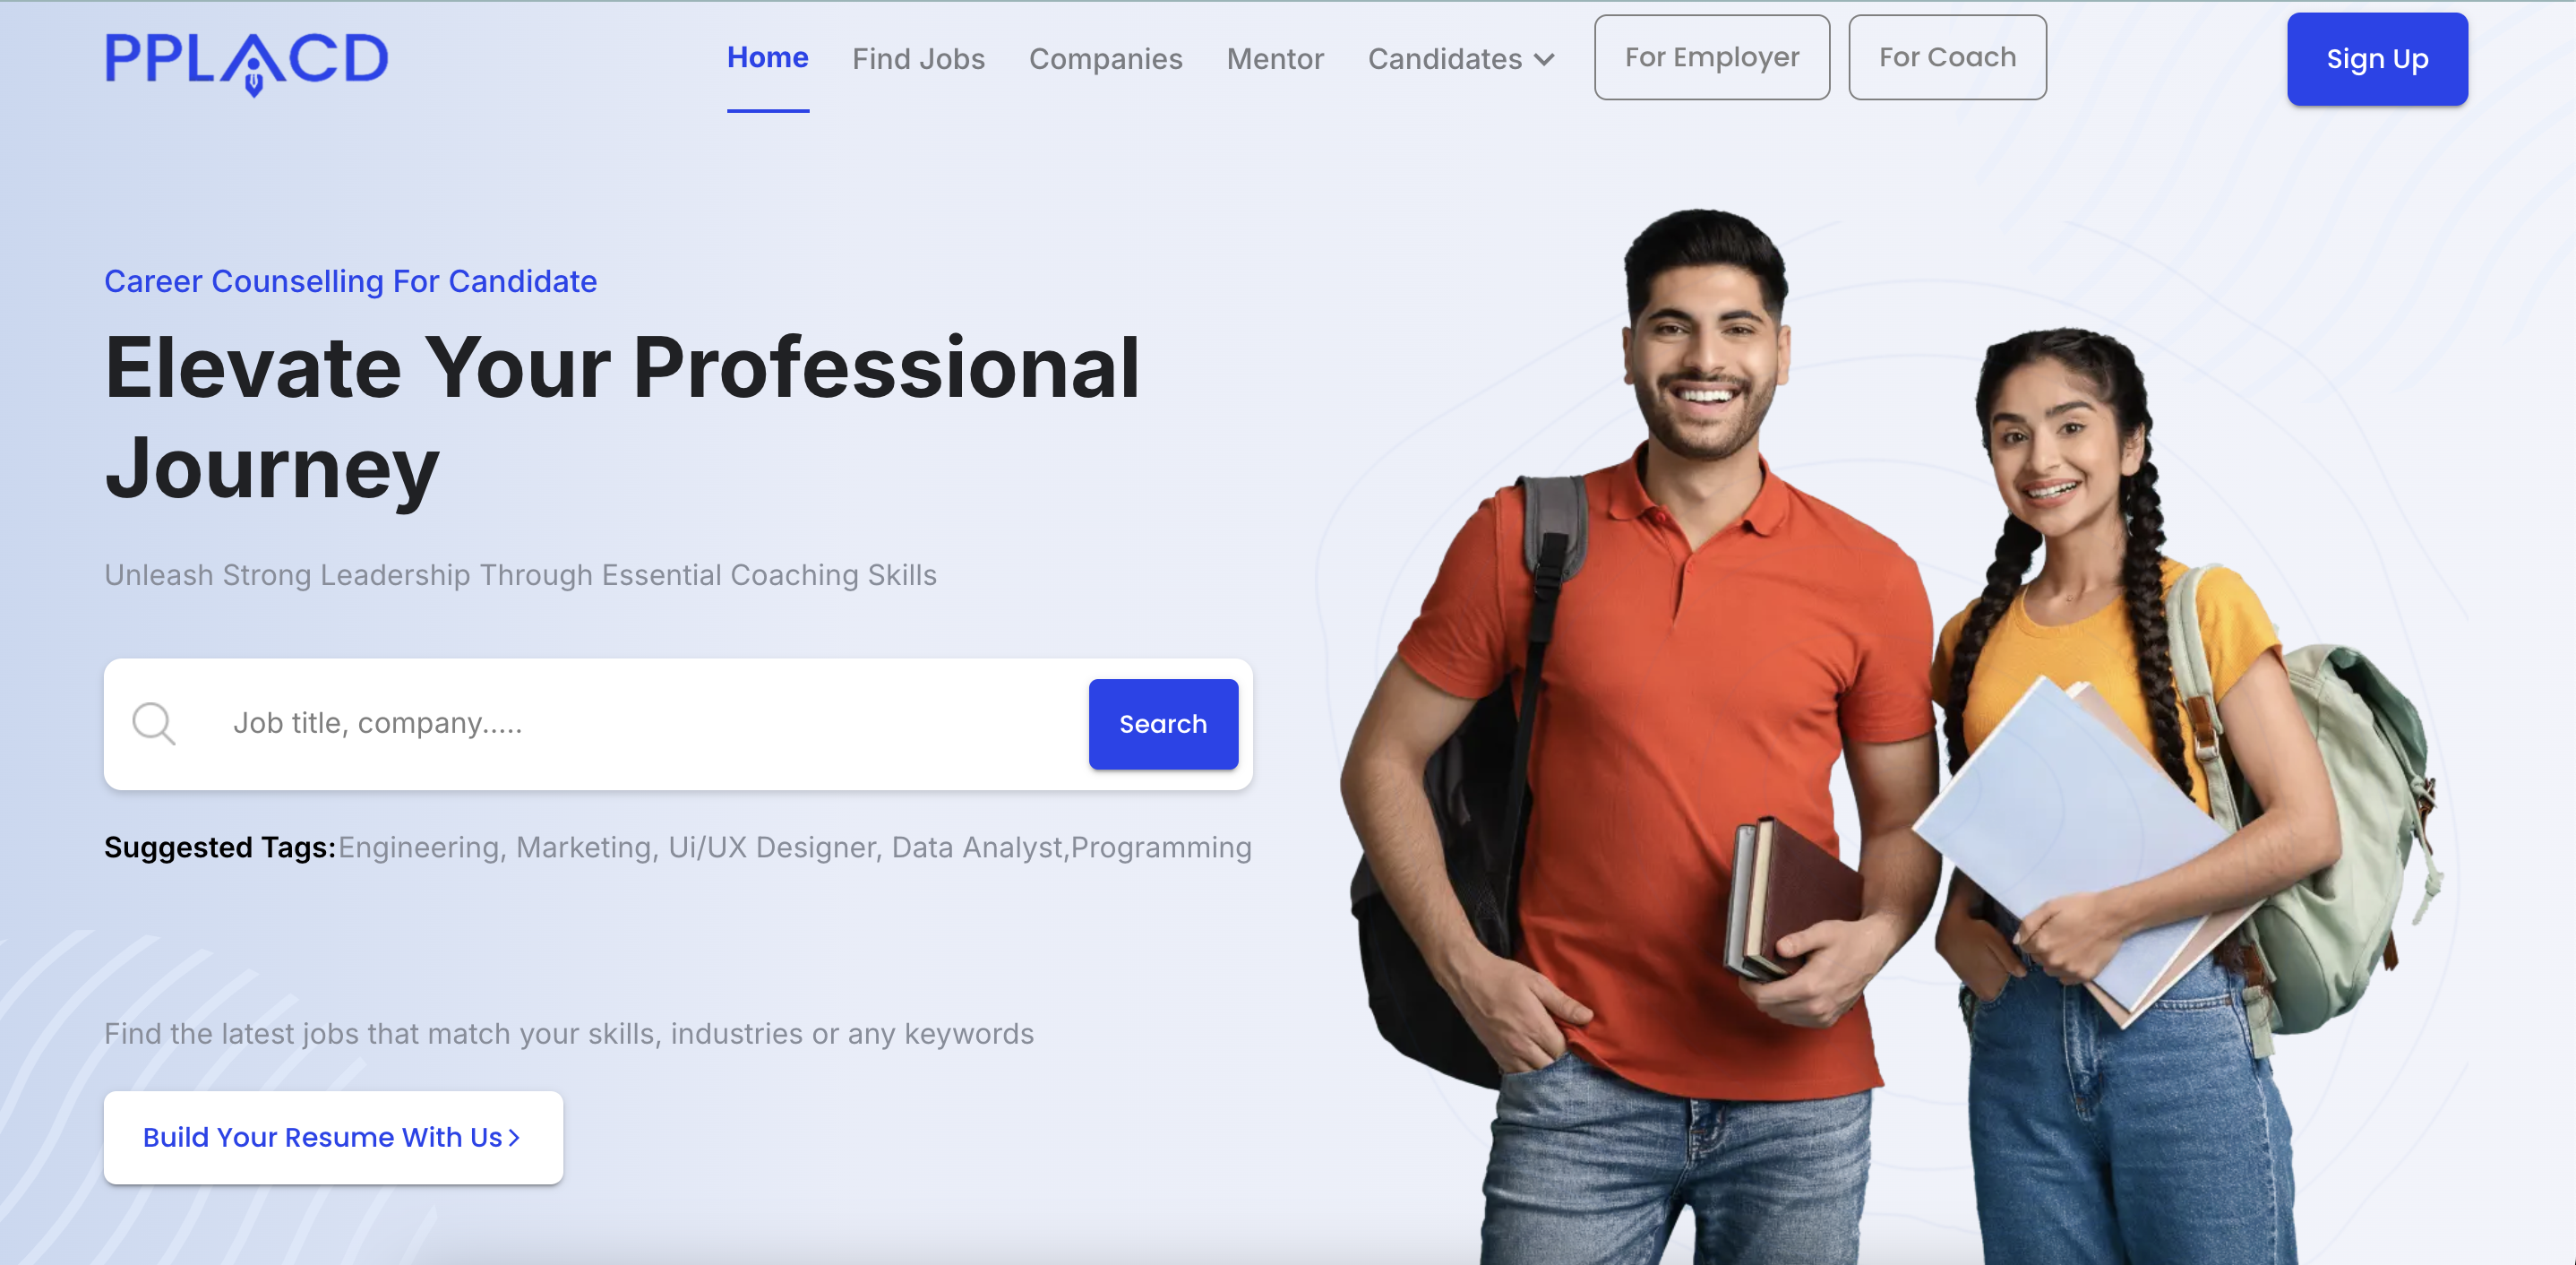 PPLACD
Home Find Jobs Companies Mentor Candidates For Employer For Coach Sign Up
Career Counselling For Candidate
Elevate Your Professional
Journey
Unleash Strong Leadership Through Essential Coaching Skills
Job title, company..... Search
Suggested Tags:Engineering, Marketing, Ui/UX Designer, Data Analyst,Programming
Find the latest jobs that match your skills, industries or any keywords
Build Your Resume With Us >